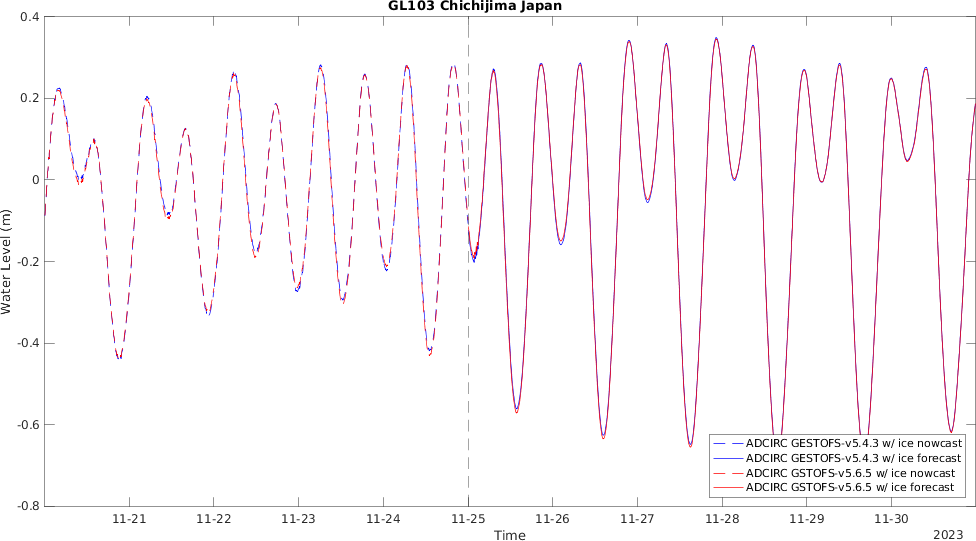 GL103 Chichijima Japan
0.4
0.2
0
-0.2
-0.4
-0.6
-0.8
Water Level (m)
ADCIRC GESTOFS-v5.4.3 w/ ice nowcast
ADCIRC GESTOFS-v5.4.3 w/ ice forecast
ADCIRC GSTOFS-v5.6.5 w/ ice nowcast
ADCIRC GSTOFS-v5.6.5 w/ ice forecast
11-21 11-22 11-23 11-24 11-25 11-26 11-27 11-28 11-29 11-30
Time
2023